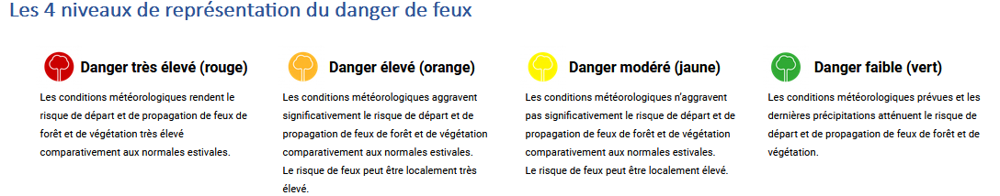 Les 4 niveaux de représentation du danger de feux
Danger très élevé (rouge)
Les conditions météorologiques rendent le
risque de départ et de propagation de feux de
forêt et de végétation très élevé
comparativement aux normales estivales.
Danger élevé (orange)
Les conditions météorologiques aggravent
significativement le risque de départ et de
propagation de feux de forêt et de végétation
comparativement aux normales estivales.
Le risque de feux peut être localement très
élevé.
Danger modéré (jaune)
Les conditions météorologiques n'aggravent
pas significativement le risque de départ et de
propagation de feux de forêt et de végétation
comparativement aux normales estivales.
Le risque de feux peut être localement élevé.
Danger faible (vert)
Les conditions météorologiques prévues et les
dernières précipitations atténuent le risque de
départ et de propagation de feux de forêt et de
végétation.